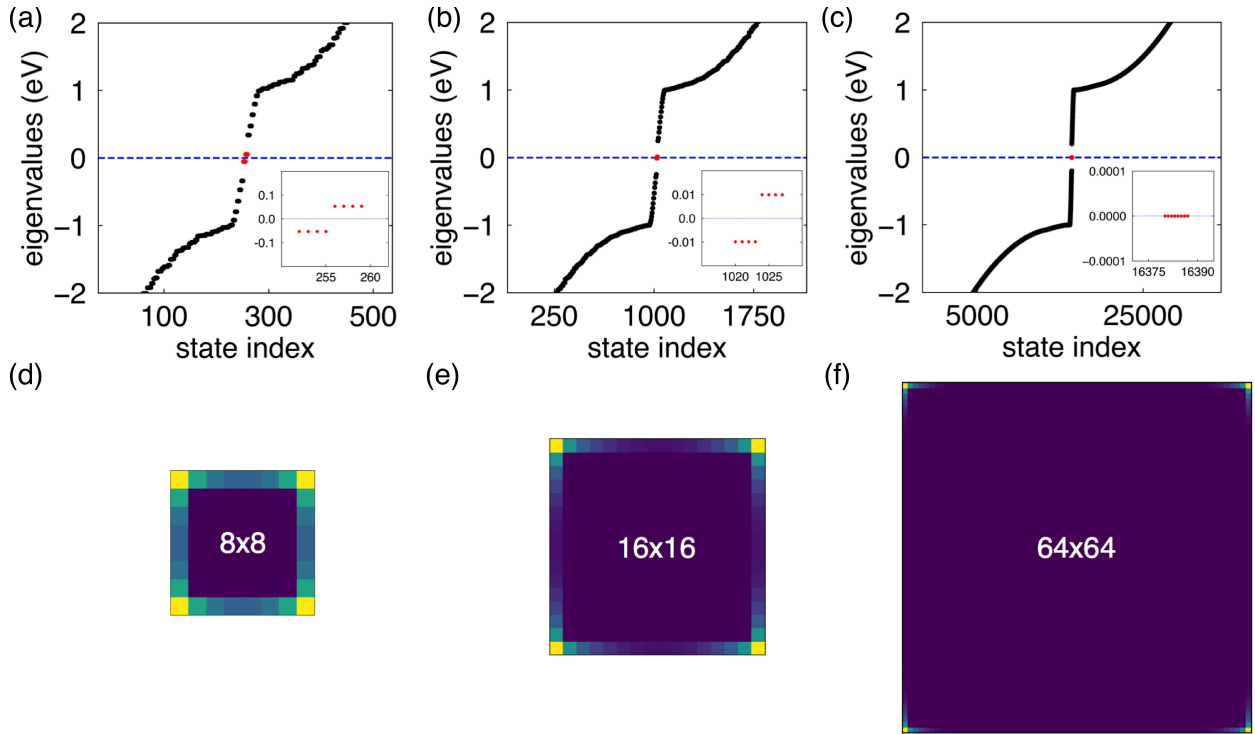 (a)
eigenvalues (eV)
2
1
0
−1
−2
0.1
0.0
-0.1
255 260
100 300 500
state index
(b)
eigenvalues (eV)
2
1
0
−1
−2
0.01
0.0
-0.01
1020 1025
250 1000 1750
state index
(c)
eigenvalues (eV)
2
1
0
−1
−2
0.0001
0.0000
−0.0001
16375 16390
5000 25000
state index
(d)
8x8
(e)
16x16
(f)
64x64